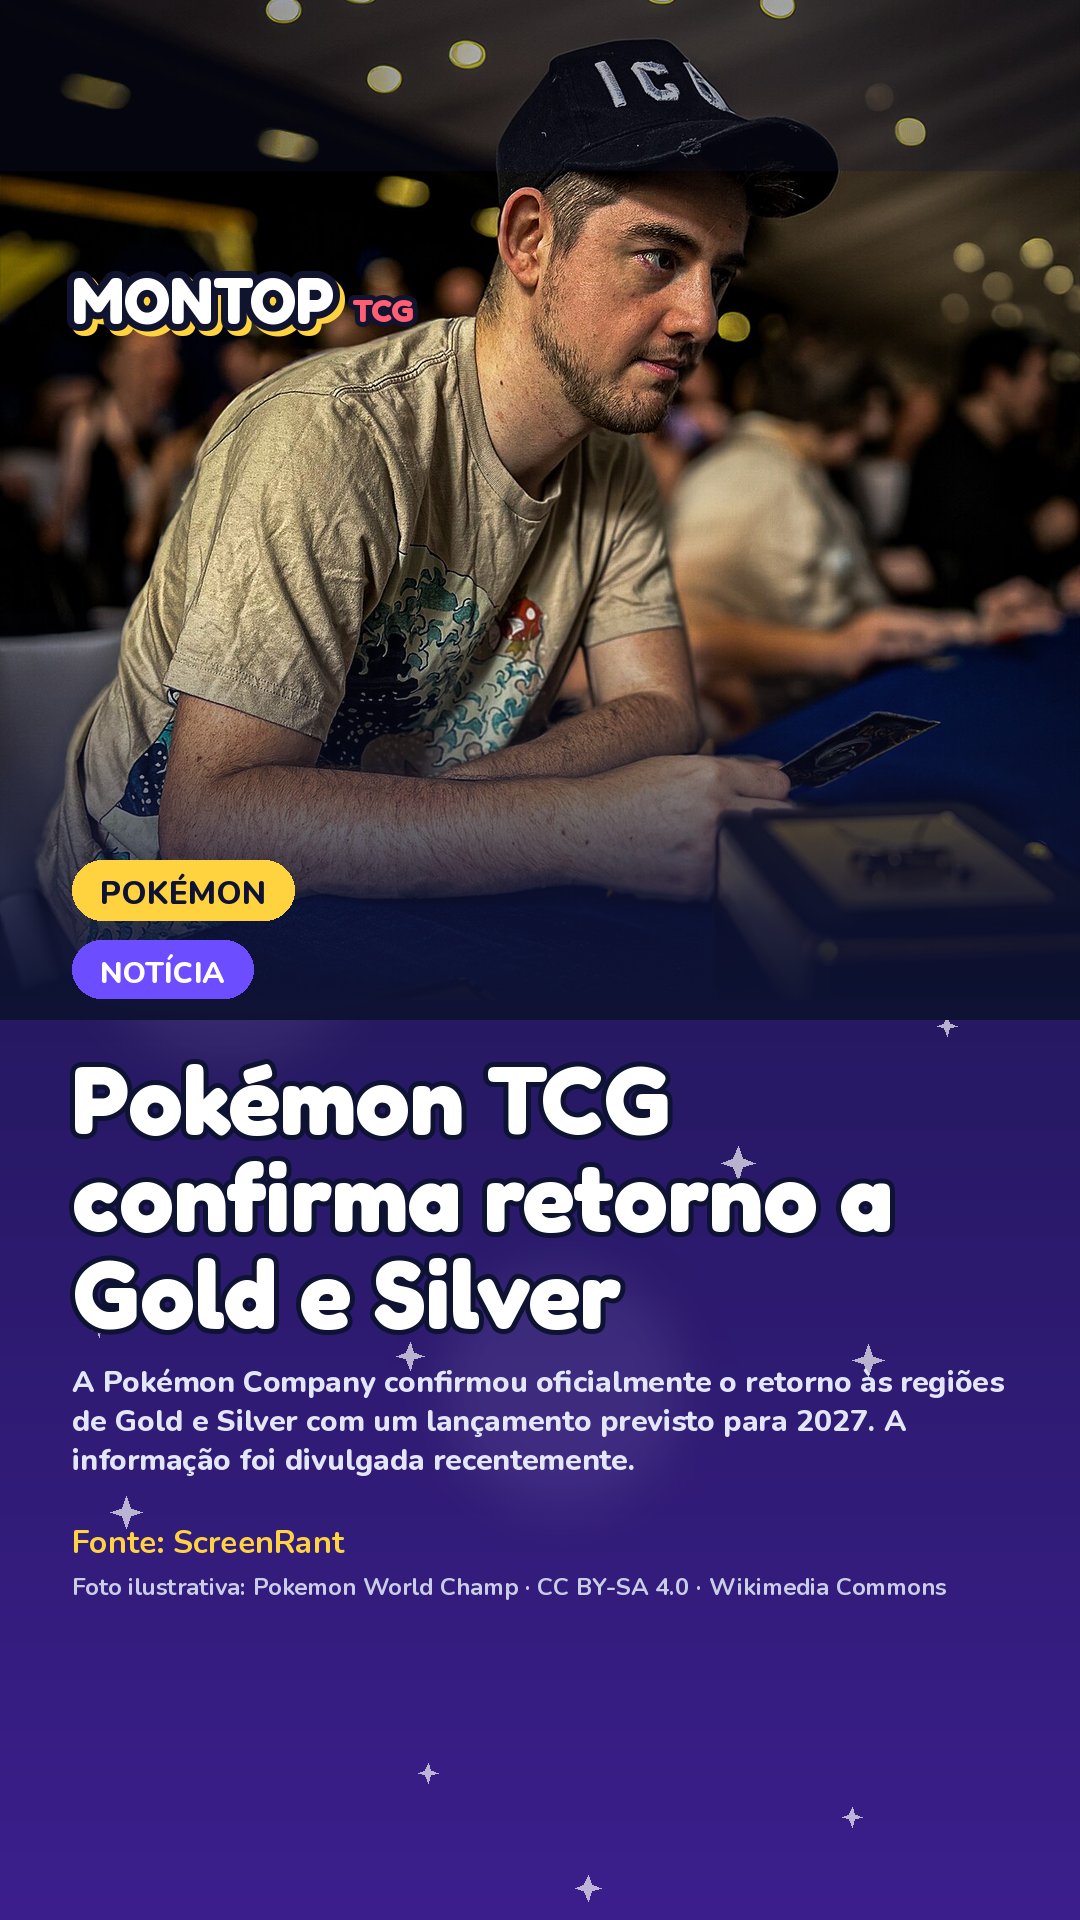 MONTOP TCG
POKÉMON
NOTÍCIA
Pokémon TCG
confirma retorno a
Gold e Silver
A Pokémon Company confirmou oficialmente o retorno às regiões
de Gold e Silver com um lançamento previsto para 2027. A
informação foi divulgada recentemente.
Fonte: ScreenRant
Foto ilustrativa: Pokemon World Champ · CC BY-SA 4.0 · Wikimedia Commons